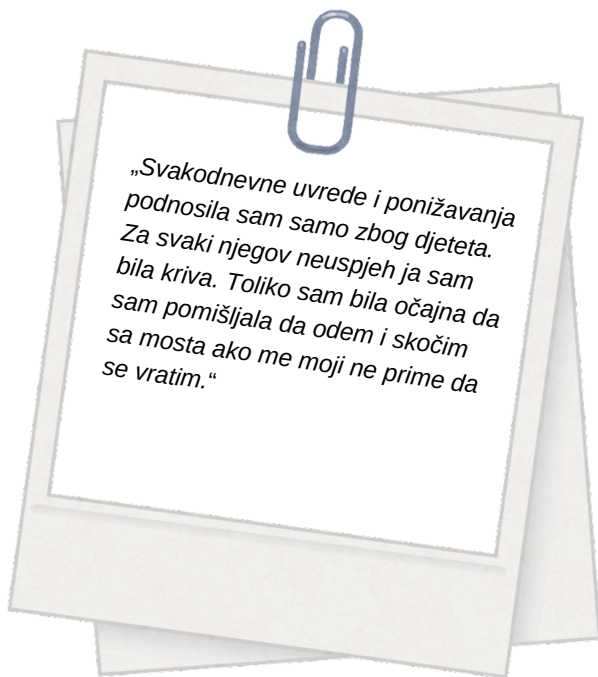 „Svakodnevne uvrede i ponižavanja
podnosila sam samo zbog djeteta.
Za svaki njegov neuspjeh ja sam
bila kriva. Toliko sam bila očajna da
sam pomišljala da odem i skočim
sa mosta ako me moji ne prime da
se vratim.“